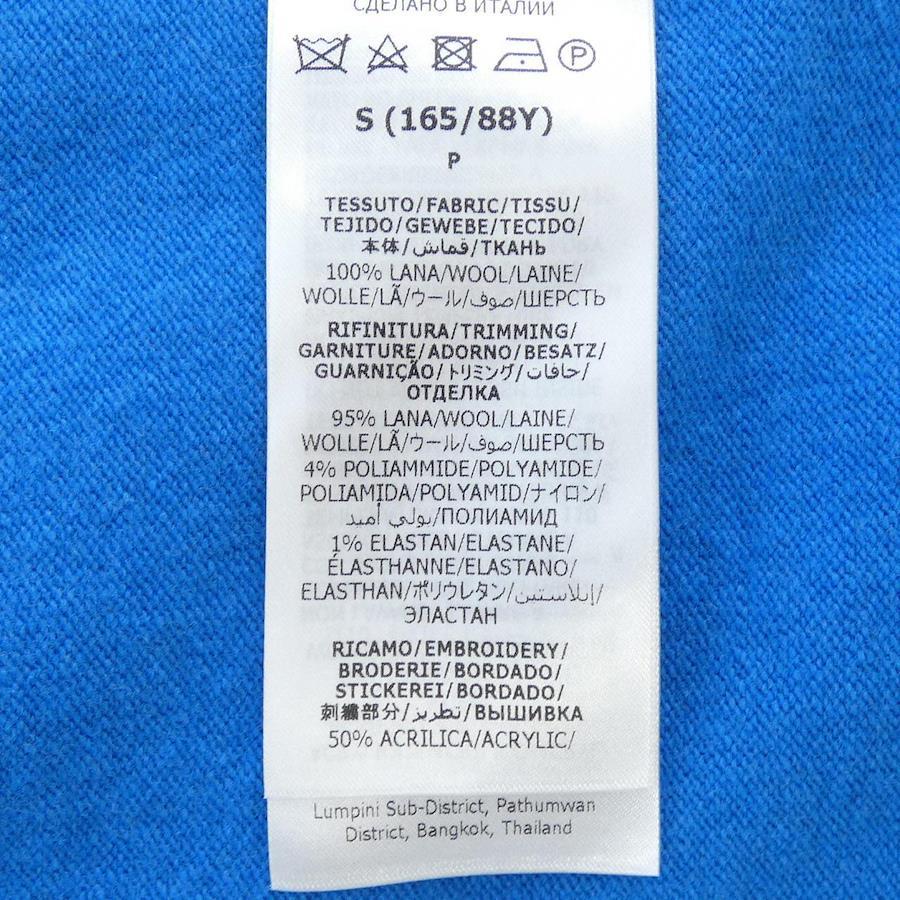 СДЕЛАНО В ИТАЛИИ
P
S (165/88Y)
P
TESSUTO/FABRIC/TISSU/
TEJIDO/GEWEBE/TECIDO/
本体/قماش/ТКАНЬ
100% LANA/WOOL/LAINE/
WOLLE/LÃ/ウール/صوف/ШЕРСТЬ
RIFINITURA/TRIMMING/
GARNITURE/ADORNO/BESATZ/
GUARNIÇÃO/トリミング/حافات/
ОТДЕЛКА
95% LANA/WOOL/LAINE/
WOLLE/LÃ/ウール/صوف/ШЕРСТЬ
4% POLIAMMIDE/POLYAMIDE/
POLIAMIDA/POLYAMID/ナイロン/
بولي أميد/ПОЛИАМИД
1% ELASTAN/ELASTANE/
ÉLASTHANNE/ELASTANO/
ELASTHAN/ポリウレタン/إيلاستين/
ЭЛАСТАН
RICAMO/EMBROIDERY/
BRODERIE/BORDADO/
STICKEREI/BORDADO/
刺繍部分/تطريز/ВЫШИВКА
50% ACRILICA/ACRYLIC/
Lumpini Sub-District, Pathumwan
District, Bangkok, Thailand